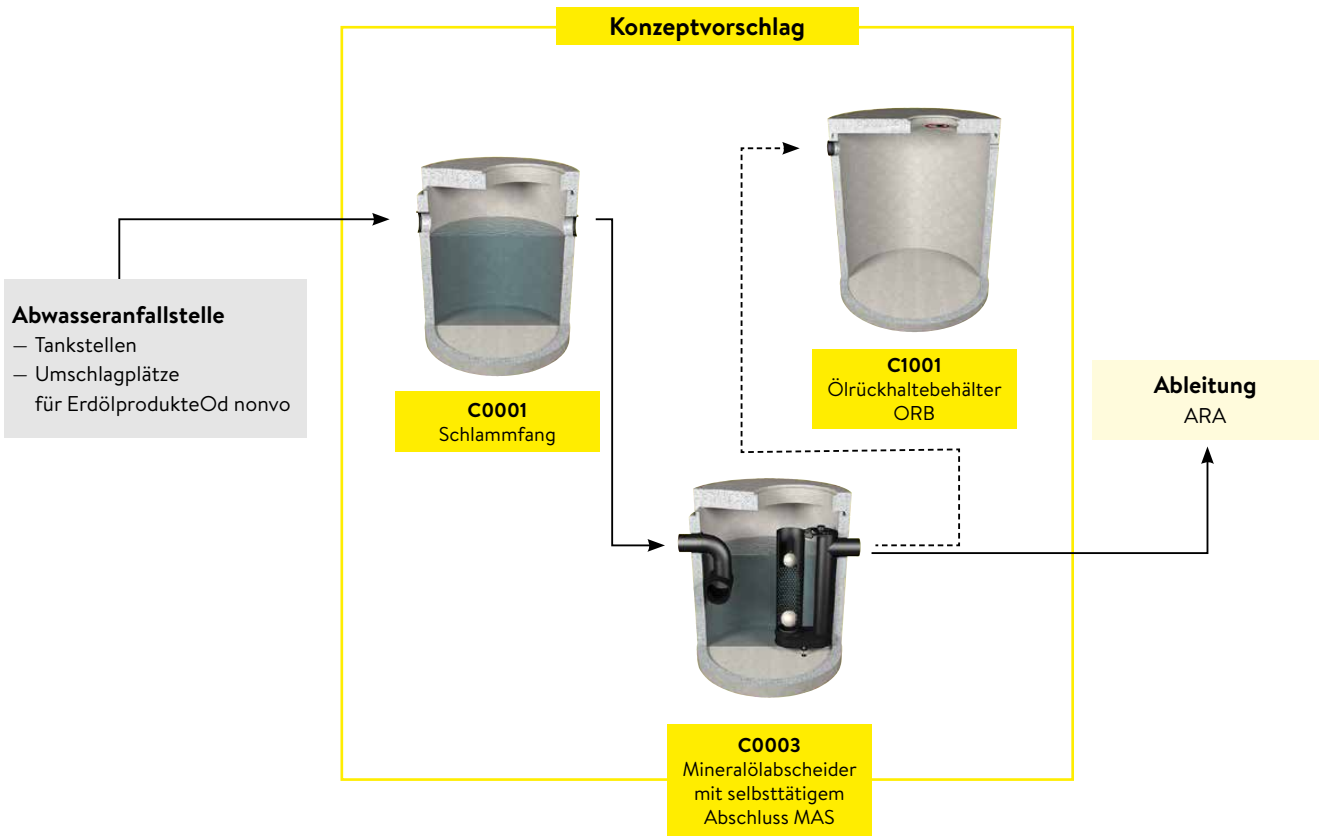 Konzeptvorschlag
Abwasseranfallstelle
— Tankstellen
— Umschlagplätze
für ErdölprodukteOd nonvo
C0001
Schlammfang
C1001
Ölrückhaltebehälter
ORB
Ableitung
ARA
C0003
Mineralölabscheider
mit selbsttätigem
Abschluss MAS